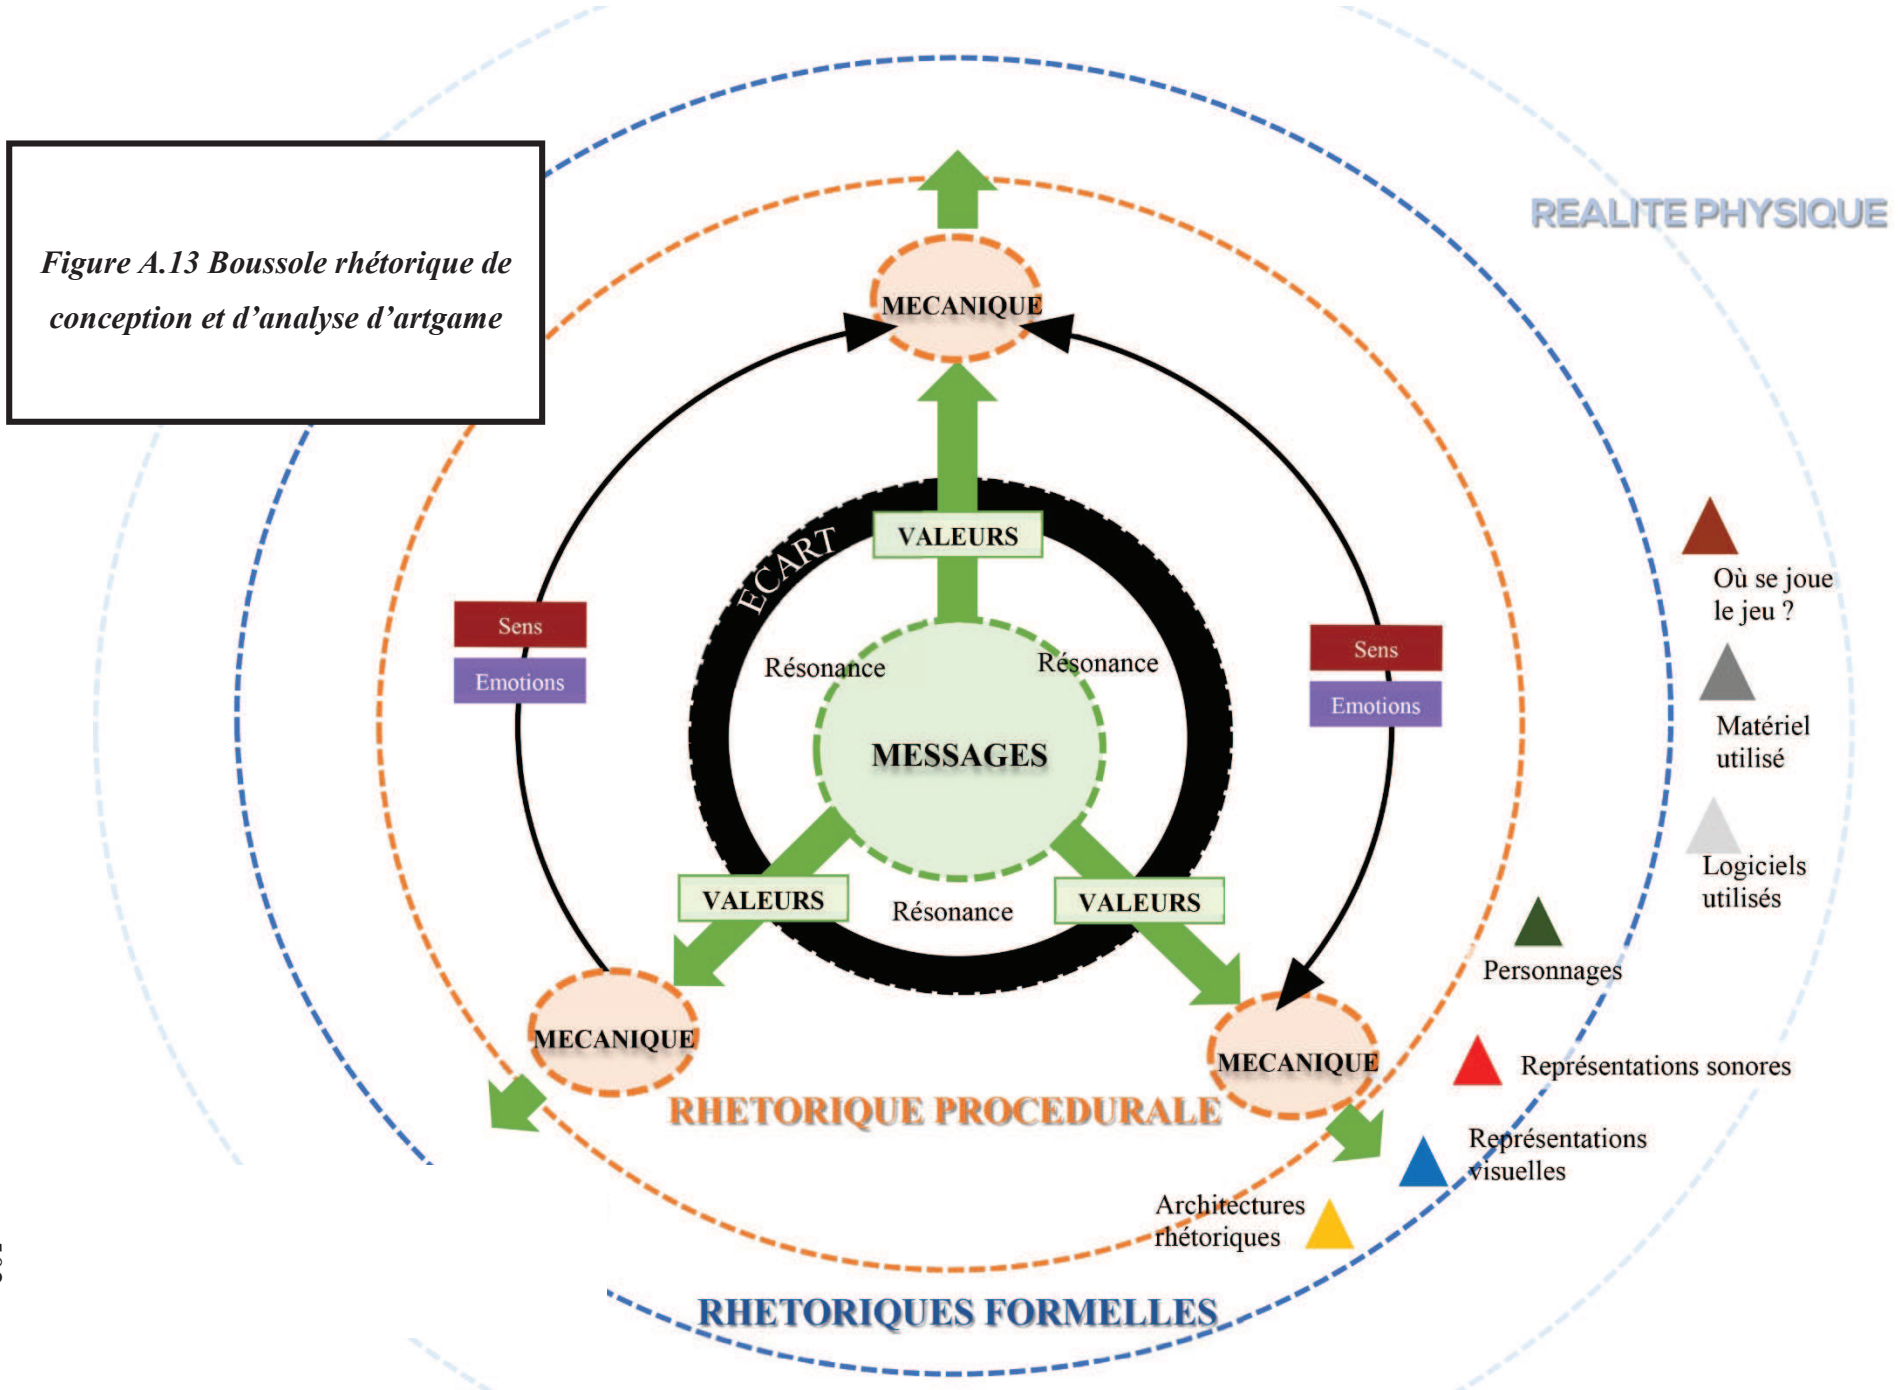 Figure A.13 Boussole rhétorique de
conception et d'analyse d'artgame
REALITE PHYSIQUE
MECANIQUE
ECART
VALEURS
Où se joue
le jeu ?
Sens
Emotions
Résonance
Résonance
Sens
Emotions
MESSAGES
Matériel
utilisé
Logiciels
utilisés
VALEURS
Résonance
VALEURS
Personnages
MECANIQUE
MECANIQUE
Représentations sonores
RHETORIQUE PROCEDURALE
Représentations
visuelles
Architectures
rhétoriques
RHETORIQUES FORMELLES